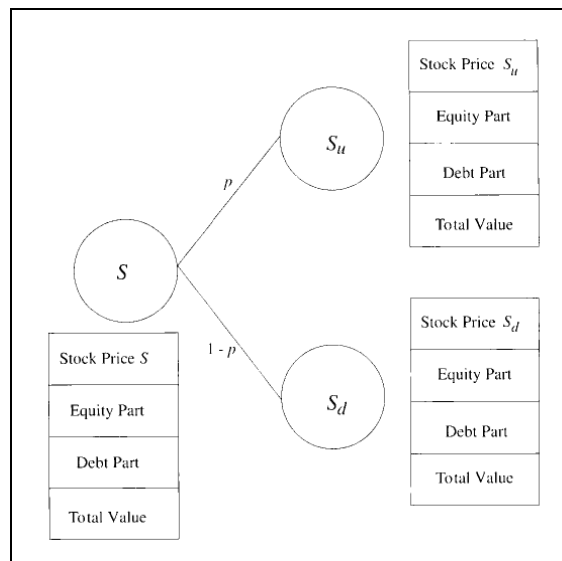 Stock Price S_u
Equity Part
Debt Part
Total Value
S_u
p
S
1 - p
S_d
Stock Price S
Equity Part
Debt Part
Total Value
Stock Price S_d
Equity Part
Debt Part
Total Value